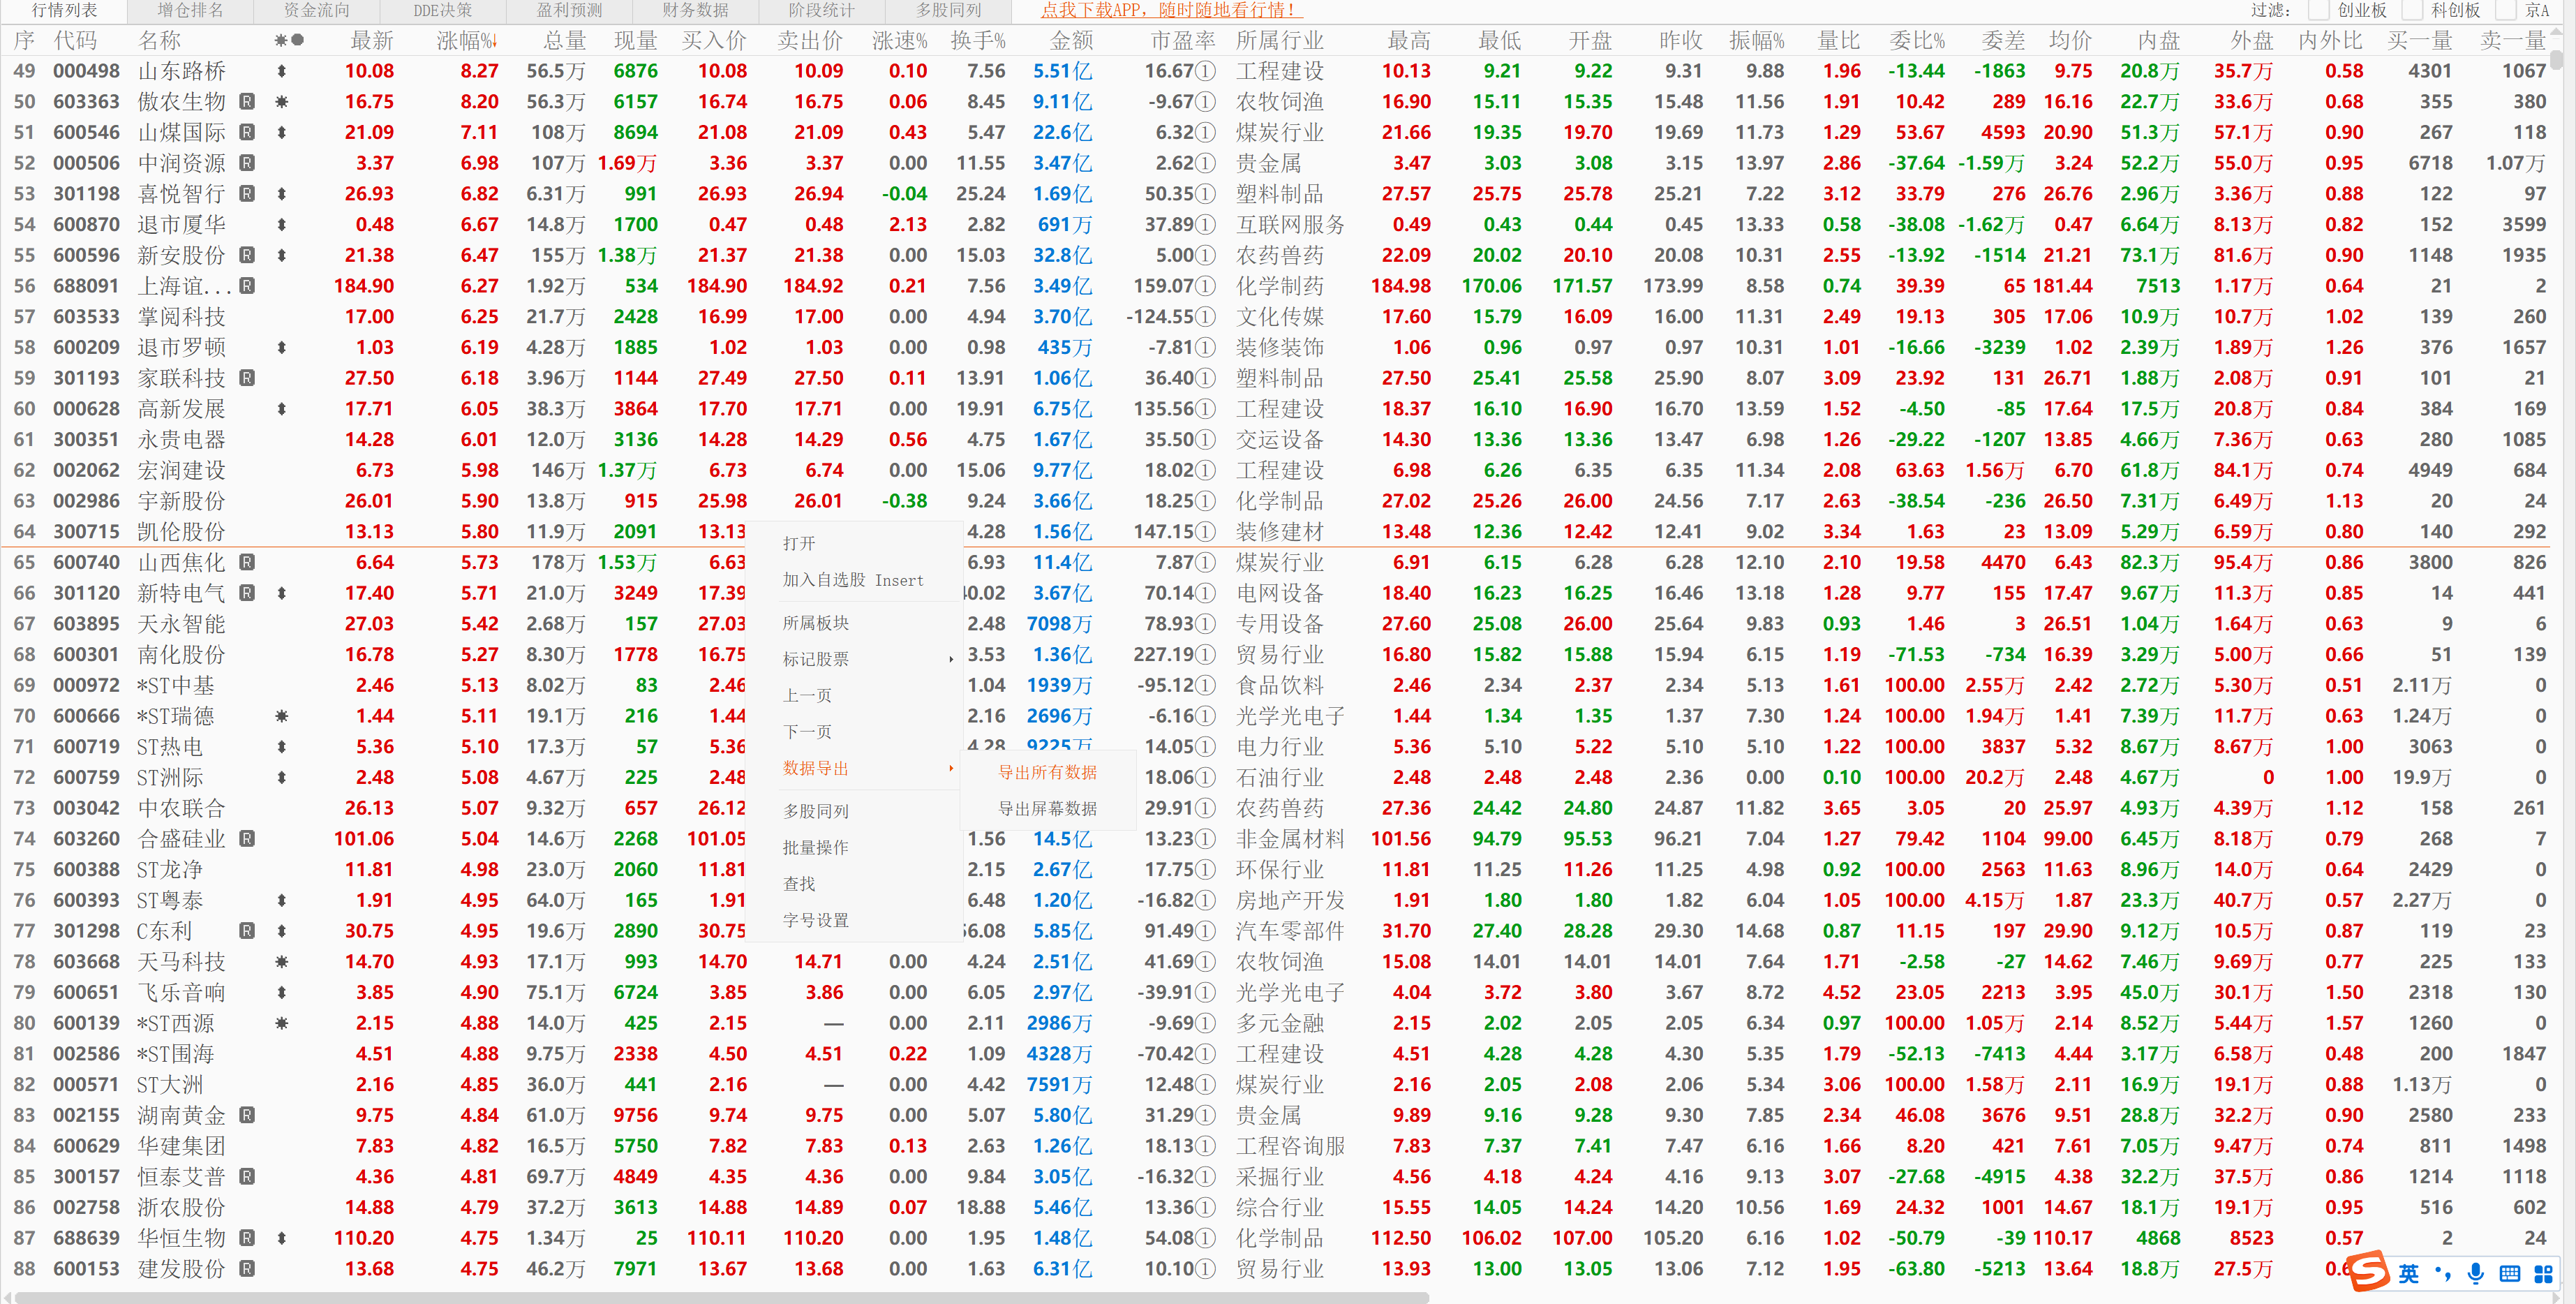 行情列表 增仓排名 资金流向 DDE决策 盈利预测 财务数据 阶段统计 多股同列 点我下载APP，随时随地看行情！ 过滤： 创业板 科创板 京A
序 代码 名称 最新 涨幅%↓ 总量 现量 买入价 卖出价 涨速% 换手% 金额 市盈率 所属行业 最高 最低 开盘 昨收 振幅% 量比 委比% 委差 均价 内盘 外盘 内外比 买一量 卖一量
49 000498 山东路桥 10.08 8.27 56.5万 6876 10.08 10.09 0.10 7.56 5.51亿 16.67① 工程建设 10.13 9.21 9.22 9.31 9.88 1.96 -13.44 -1863 9.75 20.8万 35.7万 0.58 4301 1067
50 603363 傲农生物 R 16.75 8.20 56.3万 6157 16.74 16.75 0.06 8.45 9.11亿 -9.67① 农牧饲渔 16.90 15.11 15.35 15.48 11.56 1.91 10.42 289 16.16 22.7万 33.6万 0.68 355 380
51 600546 山煤国际 R 21.09 7.11 108万 8694 21.08 21.09 0.43 5.47 22.6亿 6.32① 煤炭行业 21.66 19.35 19.70 19.69 11.73 1.29 53.67 4593 20.90 51.3万 57.1万 0.90 267 118
52 000506 中润资源 R 3.37 6.98 107万 1.69万 3.36 3.37 0.00 11.55 3.47亿 2.62① 贵金属 3.47 3.03 3.08 3.15 13.97 2.86 -37.64 -1.59万 3.24 52.2万 55.0万 0.95 6718 1.07万
53 301198 喜悦智行 R 26.93 6.82 6.31万 991 26.93 26.94 -0.04 25.24 1.69亿 50.35① 塑料制品 27.57 25.75 25.78 25.21 7.22 3.12 33.79 276 26.76 2.96万 3.36万 0.88 122 97
54 600870 退市厦华 0.48 6.67 14.8万 1700 0.47 0.48 2.13 2.82 691万 37.89① 互联网服务 0.49 0.43 0.44 0.45 13.33 0.58 -38.08 -1.62万 0.47 6.64万 8.13万 0.82 152 3599
55 600596 新安股份 R 21.38 6.47 155万 1.38万 21.37 21.38 0.00 15.03 32.8亿 5.00① 农药兽药 22.09 20.02 20.10 20.08 10.31 2.55 -13.92 -1514 21.21 73.1万 81.6万 0.90 1148 1935
56 688091 上海谊... R 184.90 6.27 1.92万 534 184.90 184.92 0.21 7.56 3.49亿 159.07① 化学制药 184.98 170.06 171.57 173.99 8.58 0.74 39.39 65 181.44 7513 1.17万 0.64 21 2
57 603533 掌阅科技 17.00 6.25 21.7万 2428 16.99 17.00 0.00 4.94 3.70亿 -124.55① 文化传媒 17.60 15.79 16.09 16.00 11.31 2.49 19.13 305 17.06 10.9万 10.7万 1.02 139 260
58 600209 退市罗顿 1.03 6.19 4.28万 1885 1.02 1.03 0.00 0.98 435万 -7.81① 装修装饰 1.06 0.96 0.97 0.97 10.31 1.01 -16.66 -3239 1.02 2.39万 1.89万 1.26 376 1657
59 301193 家联科技 R 27.50 6.18 3.96万 1144 27.49 27.50 0.11 13.91 1.06亿 36.40① 塑料制品 27.50 25.41 25.58 25.90 8.07 3.09 23.92 131 26.71 1.88万 2.08万 0.91 101 21
60 000628 高新发展 17.71 6.05 38.3万 3864 17.70 17.71 0.00 19.91 6.75亿 135.56① 工程建设 18.37 16.10 16.90 16.70 13.59 1.52 -4.50 -85 17.64 17.5万 20.8万 0.84 384 169
61 300351 永贵电器 14.28 6.01 12.0万 3136 14.28 14.29 0.56 4.75 1.67亿 35.50① 交运设备 14.30 13.36 13.36 13.47 6.98 1.26 -29.22 -1207 13.85 4.66万 7.36万 0.63 280 1085
62 002062 宏润建设 6.73 5.98 146万 1.37万 6.73 6.74 0.00 15.06 9.77亿 18.02① 工程建设 6.98 6.26 6.35 6.35 11.34 2.08 63.63 1.56万 6.70 61.8万 84.1万 0.74 4949 684
63 002986 宇新股份 26.01 5.90 13.8万 915 25.98 26.01 -0.38 9.24 3.66亿 18.25① 化学制品 27.02 25.26 26.00 24.56 7.17 2.63 -38.54 -236 26.50 7.31万 6.49万 1.13 20 24
64 300715 凯伦股份 13.13 5.80 11.9万 2091 13.13 4.28 1.56亿 147.15① 装修建材 13.48 12.36 12.42 12.41 9.02 3.34 1.63 23 13.09 5.29万 6.59万 0.80 140 292
65 600740 山西焦化 R 6.64 5.73 178万 1.53万 6.63 6.93 11.4亿 7.87① 煤炭行业 6.91 6.15 6.28 6.28 12.10 2.10 19.58 4470 6.43 82.3万 95.4万 0.86 3800 826
66 301120 新特电气 R 17.40 5.71 21.0万 3249 17.39 40.02 3.67亿 70.14① 电网设备 18.40 16.23 16.25 16.46 13.18 1.28 9.77 155 17.47 9.67万 11.3万 0.85 14 441
67 603895 天永智能 27.03 5.42 2.68万 157 27.03 2.48 7098万 78.93① 专用设备 27.60 25.08 26.00 25.64 9.83 0.93 1.46 3 26.51 1.04万 1.64万 0.63 9 6
68 600301 南化股份 16.78 5.27 8.30万 1778 16.75 3.53 1.36亿 227.19① 贸易行业 16.80 15.82 15.88 15.94 6.15 1.19 -71.53 -734 16.39 3.29万 5.00万 0.66 51 139
69 000972 *ST中基 2.46 5.13 8.02万 83 2.46 1.04 1939万 -95.12① 食品饮料 2.46 2.34 2.37 2.34 5.13 1.61 100.00 2.55万 2.42 2.72万 5.30万 0.51 2.11万 0
70 600666 *ST瑞德 1.44 5.11 19.1万 216 1.44 2.16 2696万 -6.16① 光学光电子 1.44 1.34 1.35 1.37 7.30 1.24 100.00 1.94万 1.41 7.39万 11.7万 0.63 1.24万 0
71 600719 ST热电 5.36 5.10 17.3万 57 5.36 4.28 9225万 14.05① 电力行业 5.36 5.10 5.22 5.10 5.10 1.22 100.00 3837 5.32 8.67万 8.67万 1.00 3063 0
72 600759 ST洲际 2.48 5.08 4.67万 225 2.48 18.06① 石油行业 2.48 2.48 2.48 2.36 0.00 0.10 100.00 20.2万 2.48 4.67万 0 1.00 19.9万 0
73 003042 中农联合 26.13 5.07 9.32万 657 26.12 29.91① 农药兽药 27.36 24.42 24.80 24.87 11.82 3.65 3.05 20 25.97 4.93万 4.39万 1.12 158 261
74 603260 合盛硅业 R 101.06 5.04 14.6万 2268 101.05 1.56 14.5亿 13.23① 非金属材料 101.56 94.79 95.53 96.21 7.04 1.27 79.42 1104 99.00 6.45万 8.18万 0.79 268 7
75 600388 ST龙净 11.81 4.98 23.0万 2060 11.81 2.15 2.67亿 17.75① 环保行业 11.81 11.25 11.26 11.25 4.98 0.92 100.00 2563 11.63 8.96万 14.0万 0.64 2429 0
76 600393 ST粤泰 1.91 4.95 64.0万 165 1.91 6.48 1.20亿 -16.82① 房地产开发 1.91 1.80 1.80 1.82 6.04 1.05 100.00 4.15万 1.87 23.3万 40.7万 0.57 2.27万 0
77 301298 C东利 R 30.75 4.95 19.6万 2890 30.75 56.08 5.85亿 91.49① 汽车零部件 31.70 27.40 28.28 29.30 14.68 0.87 11.15 197 29.90 9.12万 10.5万 0.87 119 23
78 603668 天马科技 14.70 4.93 17.1万 993 14.70 14.71 0.00 4.24 2.51亿 41.69① 农牧饲渔 15.08 14.01 14.01 14.01 7.64 1.71 -2.58 -27 14.62 7.46万 9.69万 0.77 225 133
79 600651 飞乐音响 3.85 4.90 75.1万 6724 3.85 3.86 0.00 6.05 2.97亿 -39.91① 光学光电子 4.04 3.72 3.80 3.67 8.72 4.52 23.05 2213 3.95 45.0万 30.1万 1.50 2318 130
80 600139 *ST西源 2.15 4.88 14.0万 425 2.15 — 0.00 2.11 2986万 -9.69① 多元金融 2.15 2.02 2.05 2.05 6.34 0.97 100.00 1.05万 2.14 8.52万 5.44万 1.57 1260 0
81 002586 *ST围海 4.51 4.88 9.75万 2338 4.50 4.51 0.22 1.09 4328万 -70.42① 工程建设 4.51 4.28 4.28 4.30 5.35 1.79 -52.13 -7413 4.44 3.17万 6.58万 0.48 200 1847
82 000571 ST大洲 2.16 4.85 36.0万 441 2.16 — 0.00 4.42 7591万 12.48① 煤炭行业 2.16 2.05 2.08 2.06 5.34 3.06 100.00 1.58万 2.11 16.9万 19.1万 0.88 1.13万 0
83 002155 湖南黄金 R 9.75 4.84 61.0万 9756 9.74 9.75 0.00 5.07 5.80亿 31.29① 贵金属 9.89 9.16 9.28 9.30 7.85 2.34 46.08 3676 9.51 28.8万 32.2万 0.90 2580 233
84 600629 华建集团 7.83 4.82 16.5万 5750 7.82 7.83 0.13 2.63 1.26亿 18.13① 工程咨询服 7.83 7.37 7.41 7.47 6.16 1.66 8.20 421 7.61 7.05万 9.47万 0.74 811 1498
85 300157 恒泰艾普 R 4.36 4.81 69.7万 4849 4.35 4.36 0.00 9.84 3.05亿 -16.32① 采掘行业 4.56 4.18 4.24 4.16 9.13 3.07 -27.68 -4915 4.38 32.2万 37.5万 0.86 1214 1118
86 002758 浙农股份 14.88 4.79 37.2万 3613 14.88 14.89 0.07 18.88 5.46亿 13.36① 综合行业 15.55 14.05 14.24 14.20 10.56 1.69 24.32 1001 14.67 18.1万 19.1万 0.95 516 602
87 688639 华恒生物 R 110.20 4.75 1.34万 25 110.11 110.20 0.00 1.95 1.48亿 54.08① 化学制品 112.50 106.02 107.00 105.20 6.16 1.02 -50.79 -39 110.17 4868 8523 0.57 2 24
88 600153 建发股份 R 13.68 4.75 46.2万 7971 13.67 13.68 0.00 1.63 6.31亿 10.10① 贸易行业 13.93 13.00 13.05 13.06 7.12 1.95 -63.80 -5213 13.64 18.8万 27.5万
打开
加入自选股 Insert
所属板块
标记股票
上一页
下一页
数据导出
导出所有数据
导出屏幕数据
多股同列
批量操作
查找
字号设置
S 英